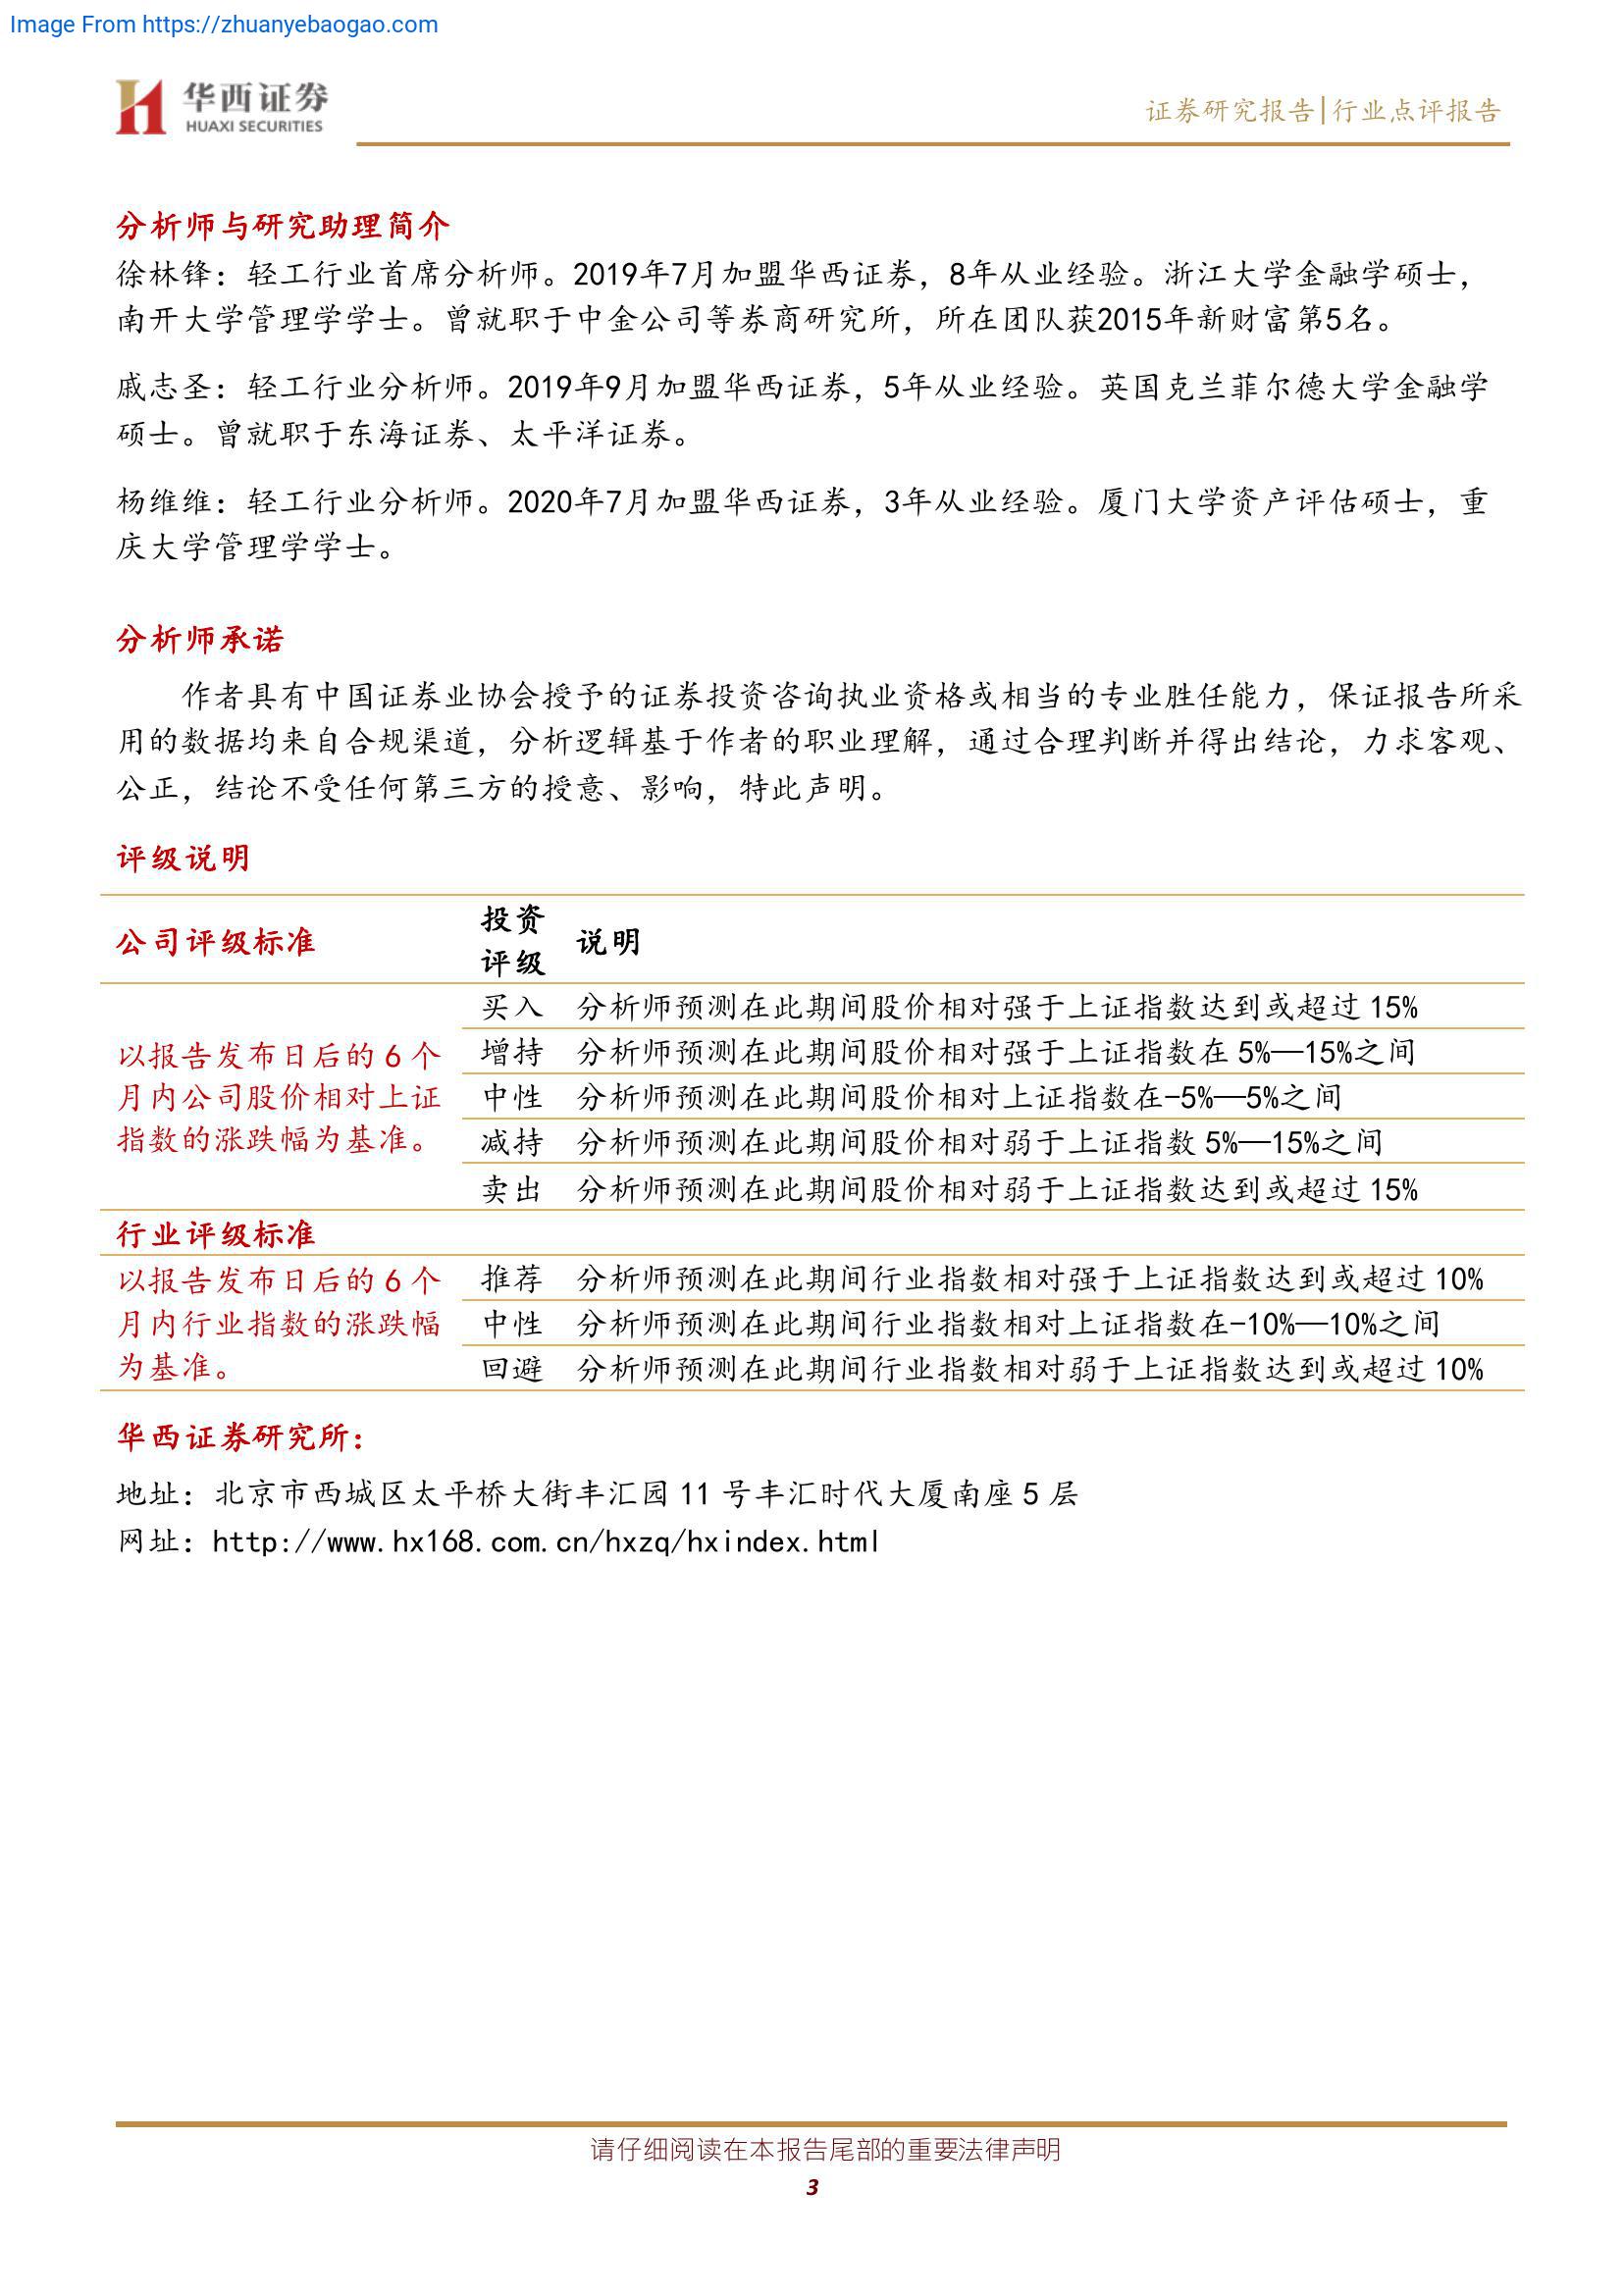 Image From https://zhuanyebaogao.com
华西证券
HUAXI SECURITIES
证券研究报告|行业点评报告
分析师与研究助理简介
徐林锋：轻工行业首席分析师。2019年7月加盟华西证券，8年从业经验。浙江大学金融学硕士，
南开大学管理学学士。曾就职于中金公司等券商研究所，所在团队获2015年新财富第5名。
戚志圣：轻工行业分析师。2019年9月加盟华西证券，5年从业经验。英国克兰菲尔德大学金融学
硕士。曾就职于东海证券、太平洋证券。
杨维维：轻工行业分析师。2020年7月加盟华西证券，3年从业经验。厦门大学资产评估硕士，重
庆大学管理学学士。
分析师承诺
作者具有中国证券业协会授予的证券投资咨询执业资格或相当的专业胜任能力，保证报告所采
用的数据均来自合规渠道，分析逻辑基于作者的职业理解，通过合理判断并得出结论，力求客观、
公正，结论不受任何第三方的授意、影响，特此声明。
评级说明
公司评级标准
投资
评级
说明
以报告发布日后的 6 个
月内公司股价相对上证
指数的涨跌幅为基准。
买入 分析师预测在此期间股价相对强于上证指数达到或超过 15%
增持 分析师预测在此期间股价相对强于上证指数在 5%—15%之间
中性 分析师预测在此期间股价相对上证指数在-5%—5%之间
减持 分析师预测在此期间股价相对弱于上证指数 5%—15%之间
卖出 分析师预测在此期间股价相对弱于上证指数达到或超过 15%
行业评级标准
以报告发布日后的 6 个
月内行业指数的涨跌幅
为基准。
推荐 分析师预测在此期间行业指数相对强于上证指数达到或超过 10%
中性 分析师预测在此期间行业指数相对上证指数在-10%—10%之间
回避 分析师预测在此期间行业指数相对弱于上证指数达到或超过 10%
华西证券研究所：
地址：北京市西城区太平桥大街丰汇园 11 号丰汇时代大厦南座 5 层
网址：http://www.hx168.com.cn/hxzq/hxindex.html
请仔细阅读在本报告尾部的重要法律声明
3